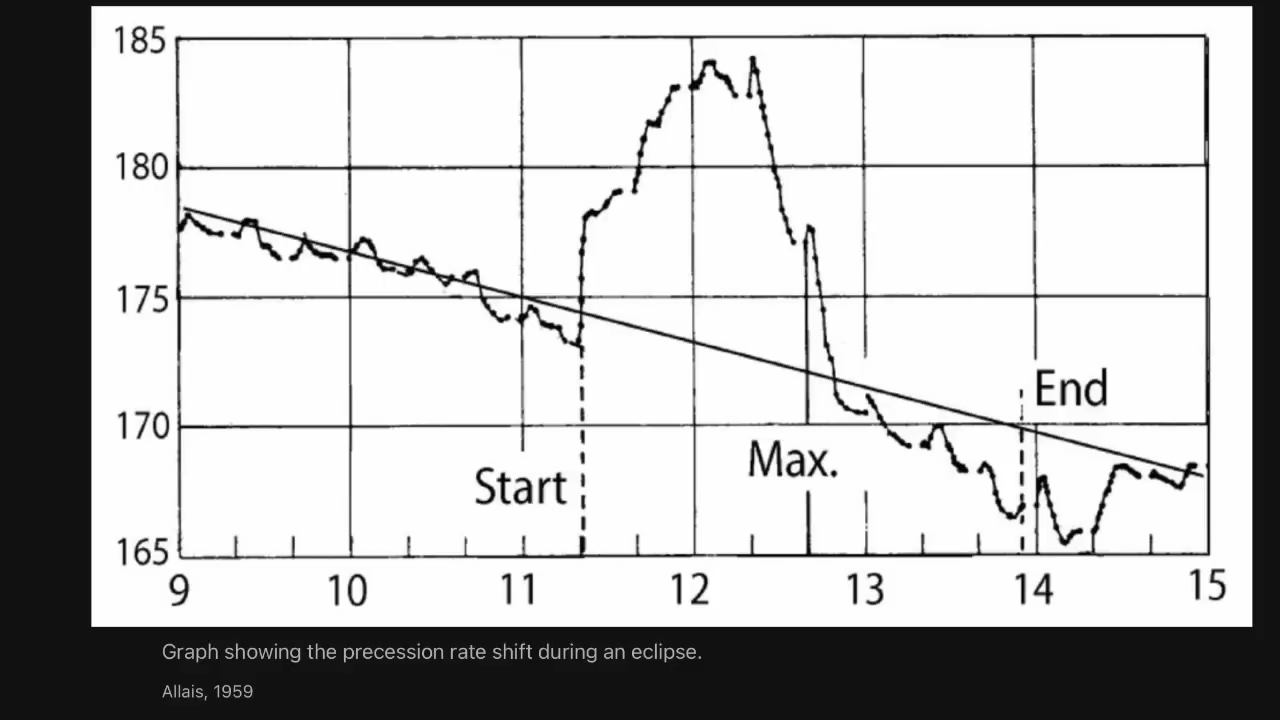 185
180
175
170
165
Start
Max.
End
9 10 11 12 13 14 15
Graph showing the precession rate shift during an eclipse.
Allais, 1959